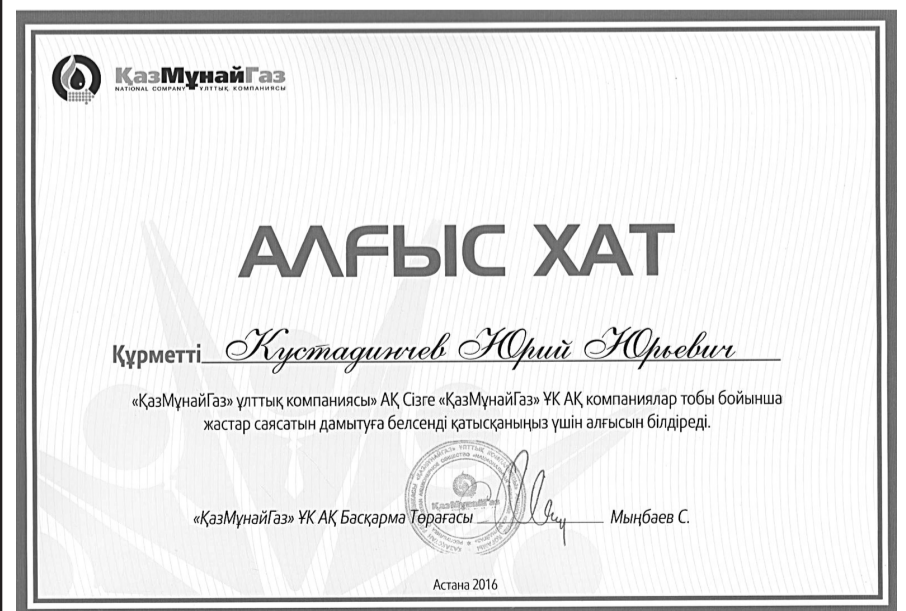 ҚазМұнайГаз
NATIONAL COMPANY ҰЛТТЫҚ КОМПАНИЯСЫ
АЛҒЫС ХАТ
Құрметті Кустадинчев Юрий Юрьевич
«ҚазМұнайГаз» ұлттық компаниясы» АҚ Сізге «ҚазМұнайГаз» ҰК АҚ компаниялар тобы бойынша
жастар саясатын дамытуға белсенді қатысқаныңыз үшін алғысын білдіреді.
ҚазМұнайГаз
«ҚазМұнайГаз» ҰК АҚ Басқарма Төрағасы Мыңбаев С.
Астана 2016